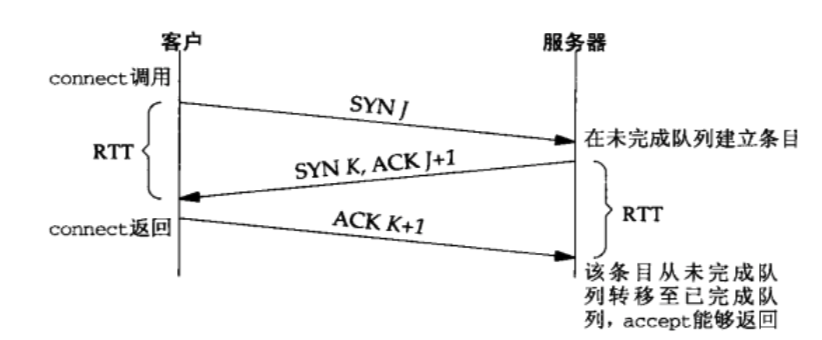 客户
服务器
connect调用
SYN J
在未完成队列建立条目
RTT
SYN K, ACK J+1
RTT
connect返回
ACK K+1
该条目从未完成队
列转移至已完成队
列，accept能够返回